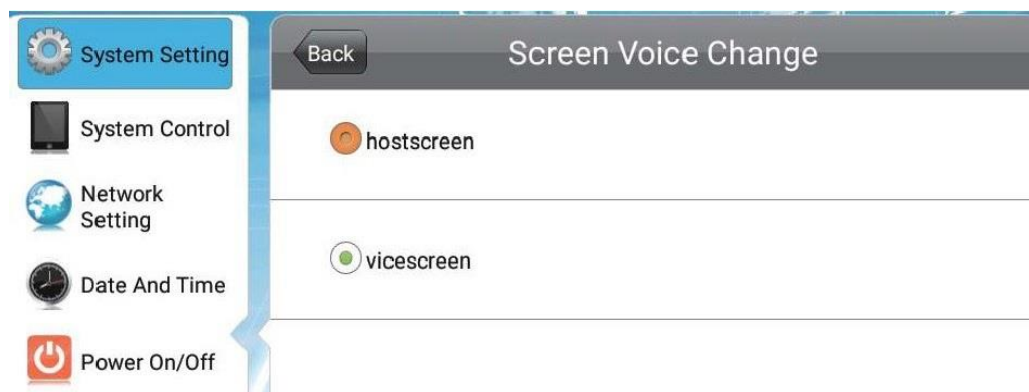 System Setting
Back
Screen Voice Change
System Control
hostscreen
Network
Setting
vicescreen
Date And Time
Power On/Off